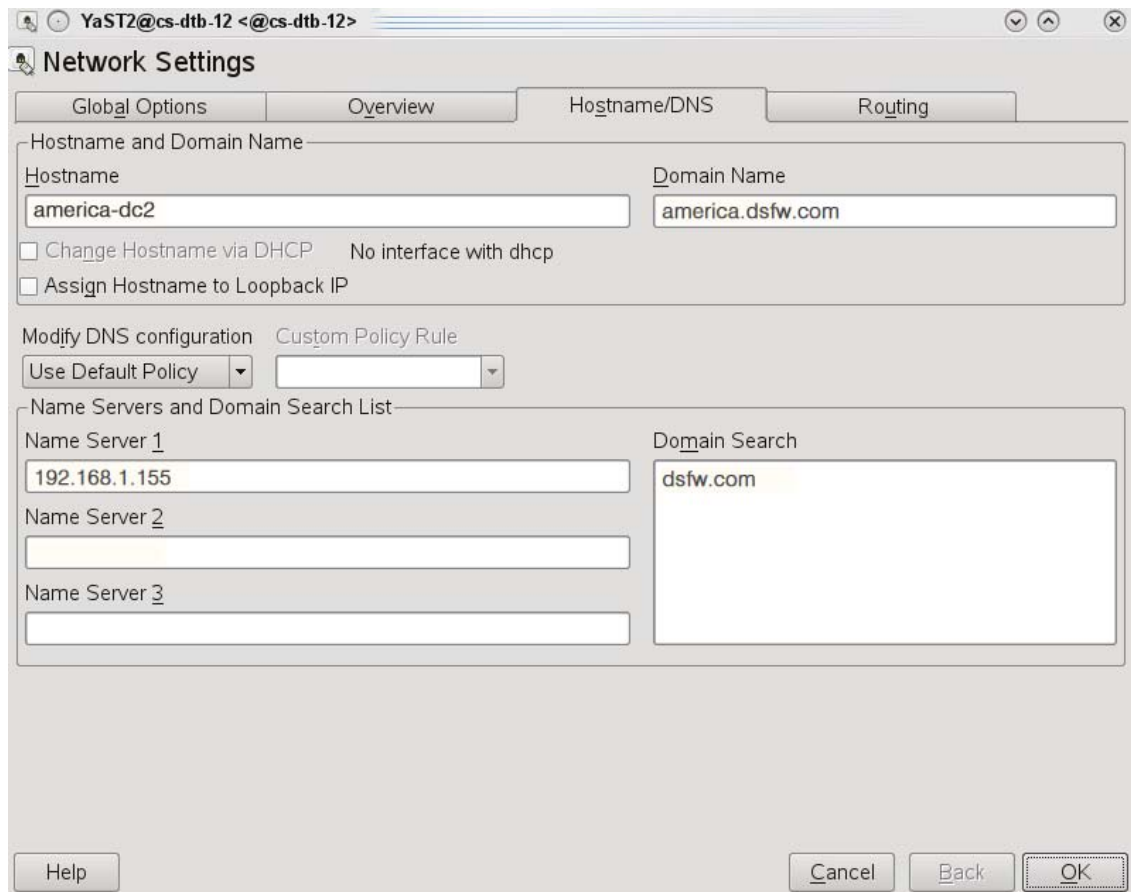 YaST2@cs-dtb-12 <@cs-dtb-12>
Network Settings
Global Options
Overview
Hostname/DNS
Routing
Hostname and Domain Name
Hostname
Domain Name
america-dc2
america.dsfw.com
Change Hostname via DHCP
No interface with dhcp
Assign Hostname to Loopback IP
Modify DNS configuration
Custom Policy Rule
Use Default Policy
Name Servers and Domain Search List
Name Server 1
Domain Search
192.168.1.155
dsfw.com
Name Server 2
Name Server 3
Help
Cancel
Back
OK